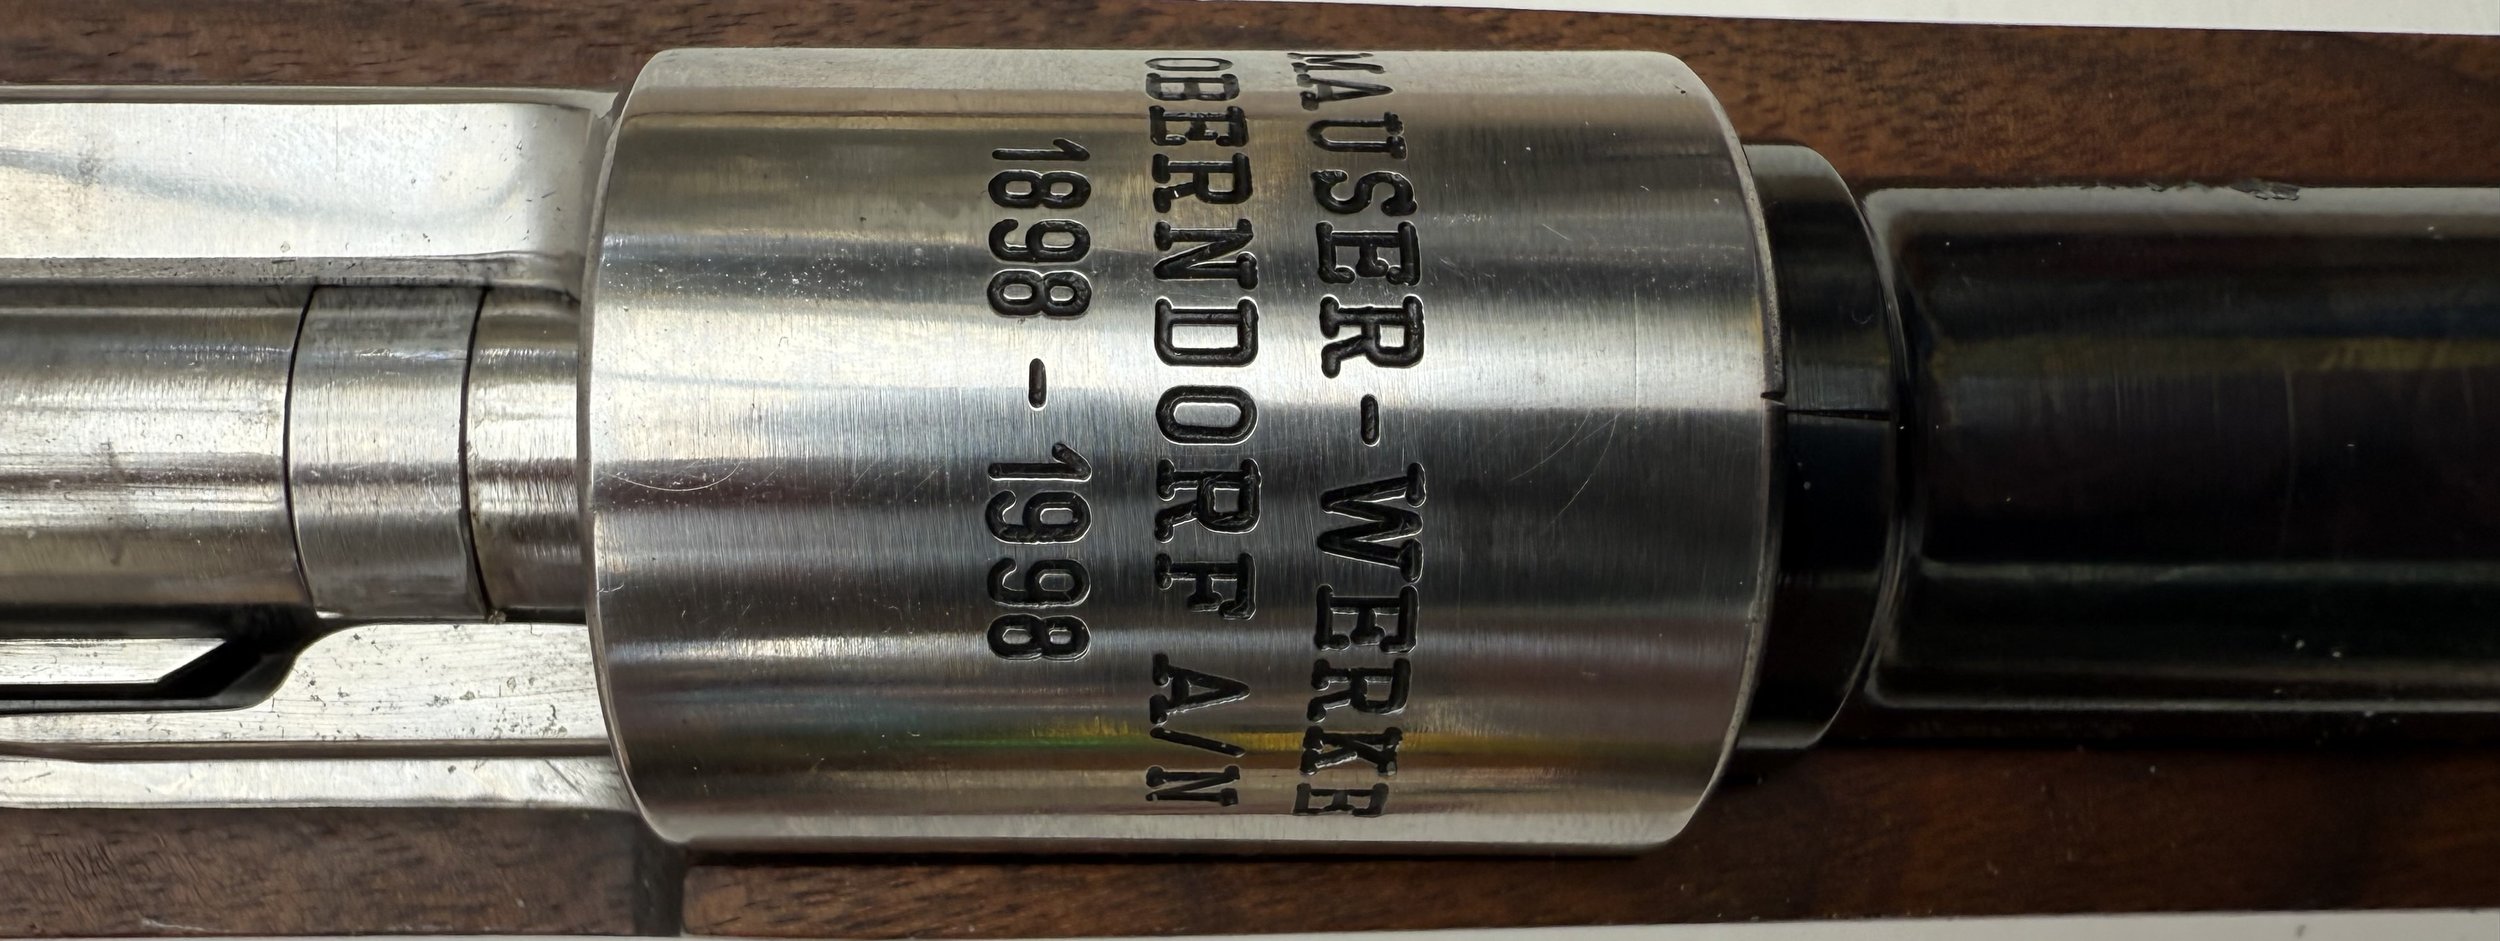 MAUSER-WERKE
OBERNDORF A/N
1898-1998